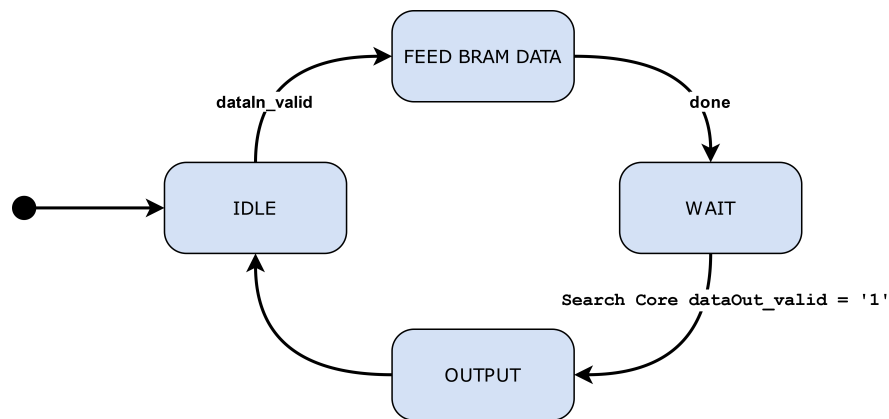 FEED BRAM DATA
dataIn_valid
done
IDLE
WAIT
Search Core dataOut_valid = '1'
OUTPUT